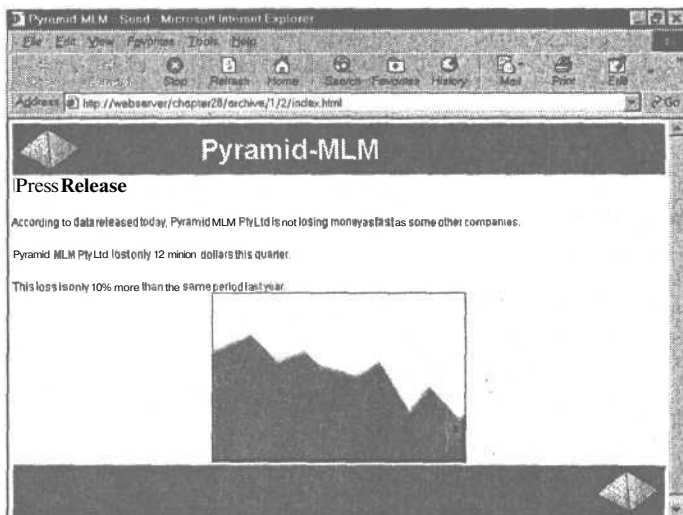 Pyramid MLM - Send - Microsoft Internet Explorer
File Edit View Favorites Tools Help
Stop Refresh Home Search Favorites History Mail Print Edit
Address http://webserver/chapter28/archive/1/2/index.html Go
Pyramid-MLM
Press Release
According to data released today, Pyramid MLM Pty Ltd is not losing money as fast as some other companies.
Pyramid MLM Pty Ltd lost only 12 minion dollars this quarter.
This loss is only 10% more than the same period last year.